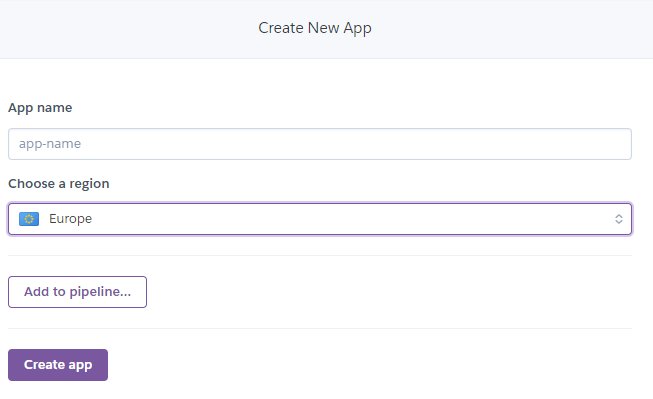 Create New App
App name
app-name
Choose a region
Europe
Add to pipeline...
Create app